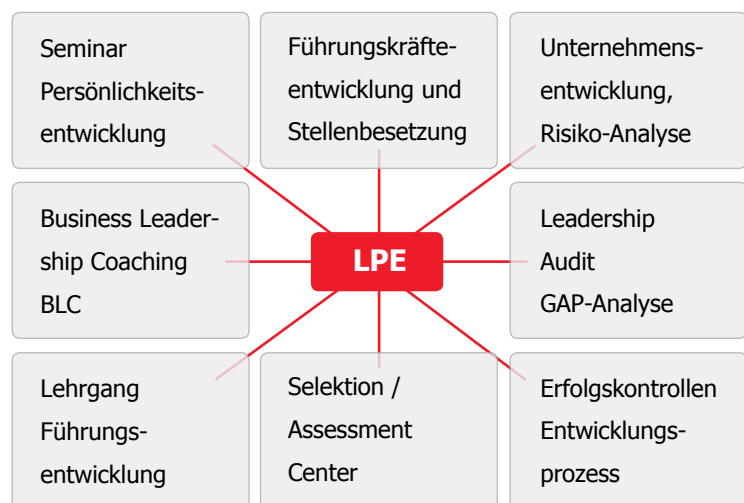 Seminar
Persönlichkeits-
entwicklung
Führungskräfte-
entwicklung und
Stellenbesetzung
Unternehmens-
entwicklung,
Risiko-Analyse
Business Leader-
ship Coaching
BLC
LPE
Leadership
Audit
GAP-Analyse
Lehrgang
Führungs-
entwicklung
Selektion /
Assessment
Center
Erfolgskontrollen
Entwicklungs-
prozess